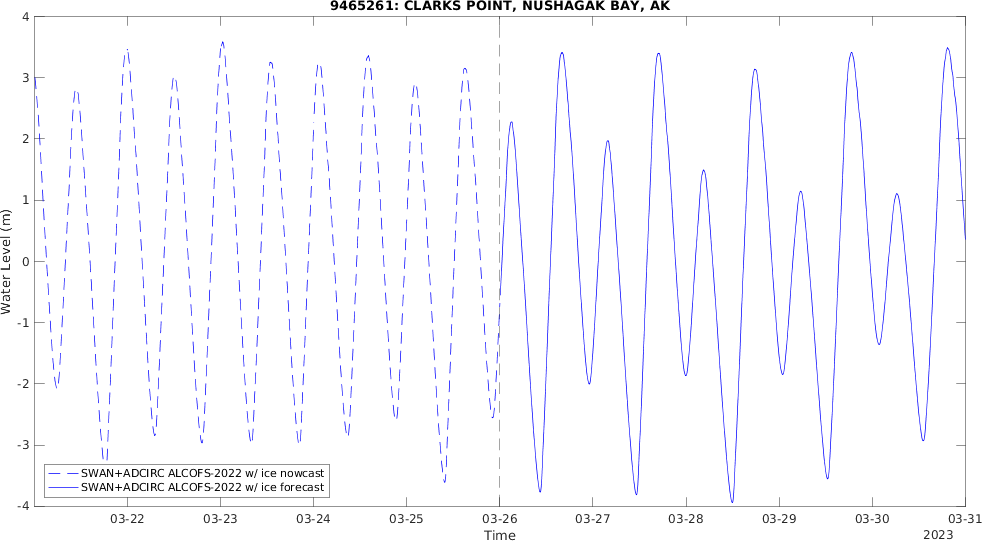 9465261: CLARKS POINT, NUSHAGAK BAY, AK
4
3
2
1
0
-1
-2
-3
-4
Water Level (m)
SWAN+ADCIRC ALCOFS-2022 w/ ice nowcast
SWAN+ADCIRC ALCOFS-2022 w/ ice forecast
03-22 03-23 03-24 03-25 03-26 03-27 03-28 03-29 03-30 03-31
Time
2023